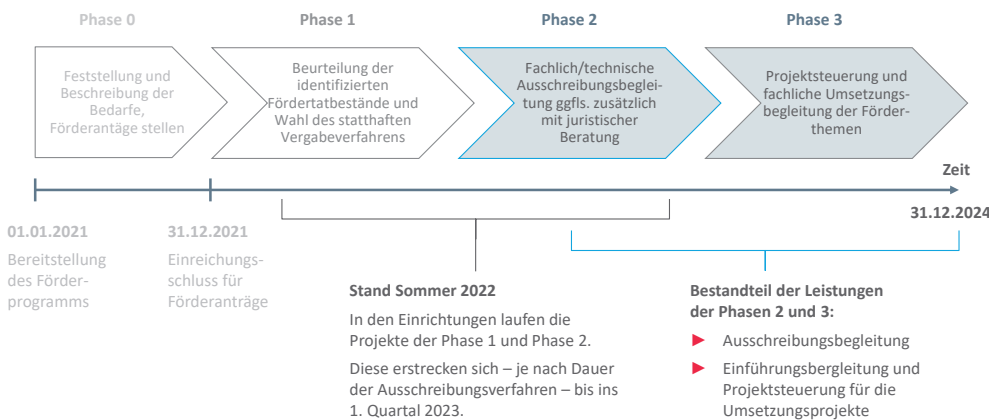 Phase 0
Phase 1
Phase 2
Phase 3
Feststellung und
Beschreibung der
Bedarfe,
Förderantäge stellen
Beurteilung der
identifizierten
Fördertatbestände und
Wahl des statthaften
Vergabeverfahrens
Fachlich/technische
Ausschreibungsbeglei-
tung ggfls. zusätzlich
mit juristischer
Beratung
Projektsteuerung und
fachliche Umsetzungs-
begleitung der Förder-
themen
Zeit
31.12.2024
01.01.2021
Bereitstellung
des Förder-
programms
31.12.2021
Einreichungs-
schluss für
Förderanträge
Stand Sommer 2022
In den Einrichtungen laufen die
Projekte der Phase 1 und Phase 2.
Diese erstrecken sich – je nach Dauer
der Ausschreibungsverfahren – bis ins
1. Quartal 2023.
Bestandteil der Leistungen
der Phasen 2 und 3:
Ausschreibungsbegleitung
Einführungsbergleitung und
Projektsteuerung für die
Umsetzungsprojekte